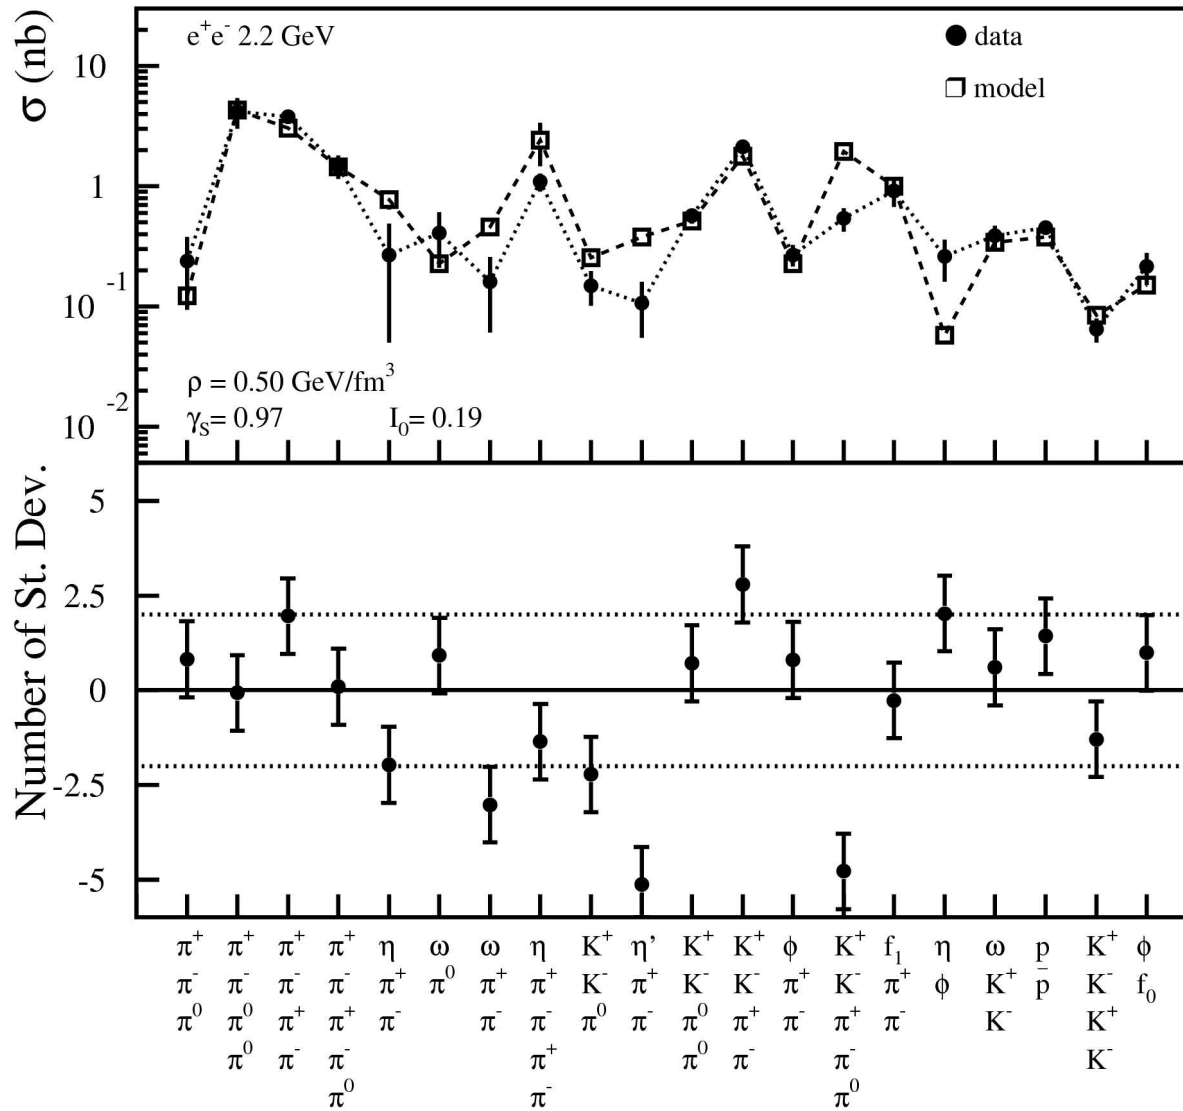 σ (nb)
e⁺e⁻ 2.2 GeV
data
model
10
1
10⁻¹
10⁻²
ρ = 0.50 GeV/fm³
γ_S = 0.97 I₀ = 0.19
Number of St. Dev.
5
2.5
0
-2.5
-5
π⁺ π⁺ π⁺ π⁺ η ω ω η K⁺ η’ K⁺ K⁺ ϕ K⁺ f₁ η ω p K⁺ ϕ
π⁻ π⁻ π⁻ π⁻ π⁺ π⁰ π⁺ π⁺ K⁻ π⁺ K⁻ K⁻ π⁺ K⁻ π⁺ ϕ K⁺ p̄ K⁻ f₀
π⁰ π⁰ π⁺ π⁺ π⁻ π⁻ π⁻ π⁰ π⁻ π⁰ π⁺ π⁻ π⁺ π⁻ K⁻ K⁺
π⁰ π⁻ π⁻ π⁺ π⁰ π⁻ π⁻ K⁻
π⁰ π⁻ π⁰